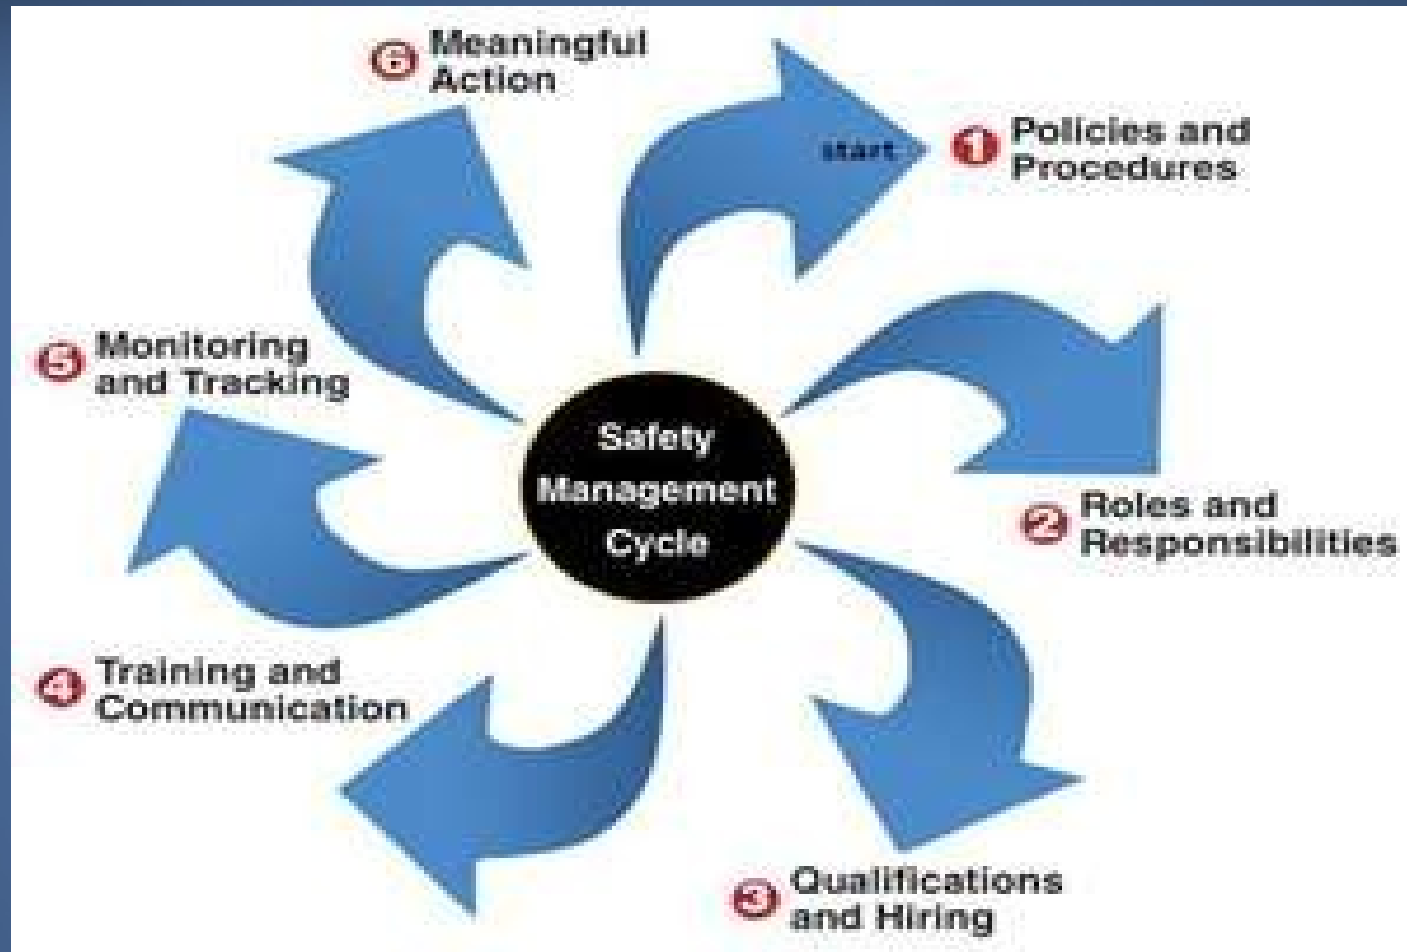 Safety
Management
Cycle
start
1 Policies and
Procedures
2 Roles and
Responsibilities
3 Qualifications
and Hiring
4 Training and
Communication
5 Monitoring
and Tracking
6 Meaningful
Action